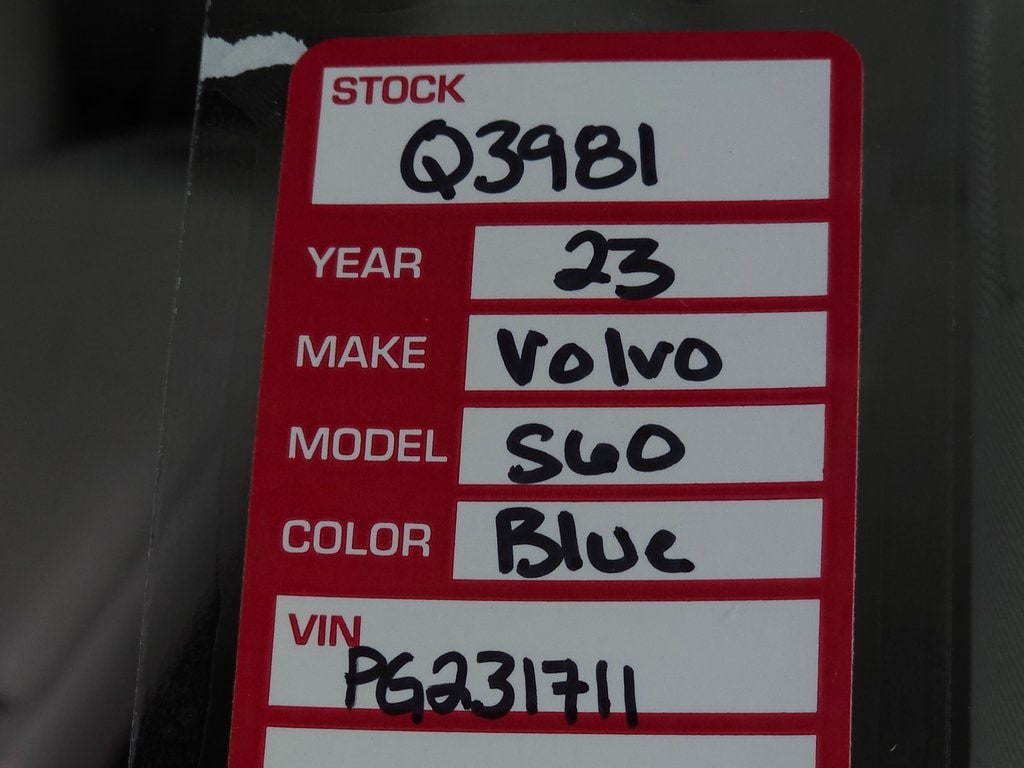 STOCK
Q3981
YEAR 23
MAKE Volvo
MODEL S60
COLOR Blue
VIN
PG231711